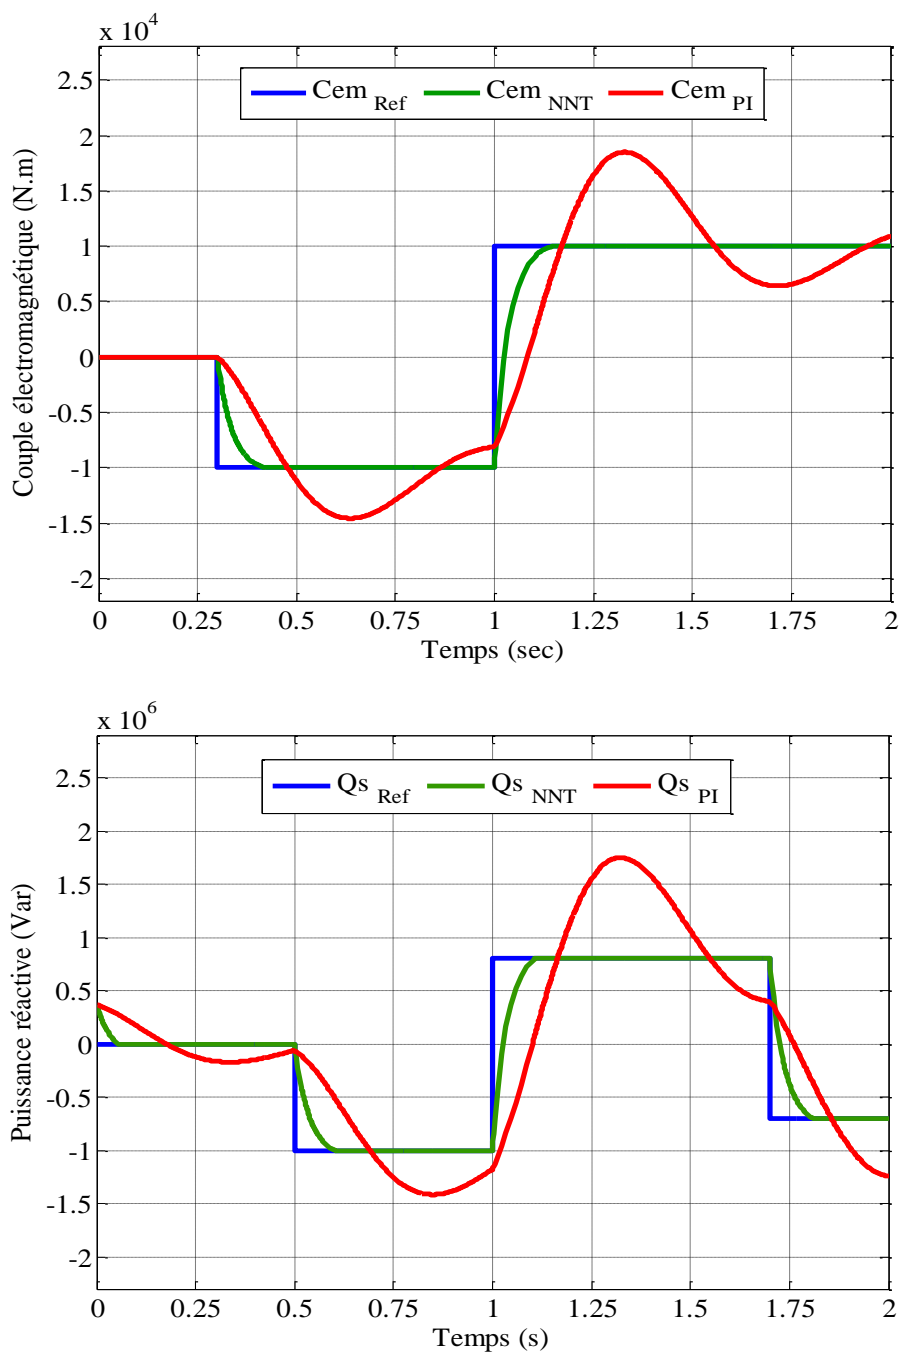 x 10^4
2.5
2
1.5
1
0.5
0
-0.5
-1
-1.5
-2
Cem Ref Cem NNT Cem PI
Couple électromagnétique (N.m)
0 0.25 0.5 0.75 1 1.25 1.5 1.75 2
Temps (sec)
x 10^6
2.5
2
1.5
1
0.5
0
-0.5
-1
-1.5
-2
Qs Ref Qs NNT Qs PI
Puissance réactive (Var)
0 0.25 0.5 0.75 1 1.25 1.5 1.75 2
Temps (s)